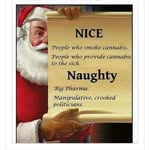 NICE
People who smoke cannabis.
People who provide cannabis
to the sick.
Naughty
Big Pharma.
Manipulative, crooked
politicians.